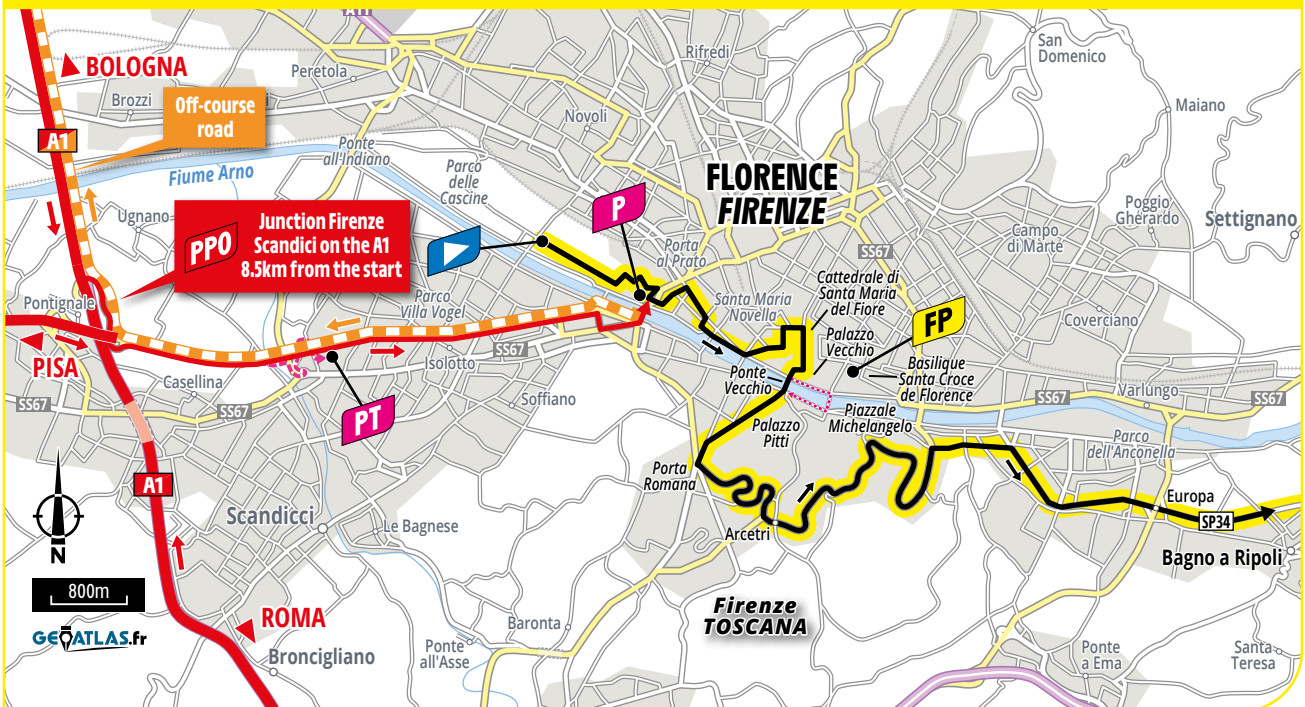 A11
BOLOGNA
Peretola
Brozzi
Off-course
road
A1
Rifredi
Novoli
San
Domenico
Maiano
Ponte
all'Indiano
Fiume Arno
Parco
delle
Cascine
FLORENCE
FIRENZE
Poggio
Gherardo
Settignano
Ugnano
PPO
Junction Firenze
Scandici on the A1
8.5km from the start
P
Porta
al Prato
SS67
Campo
di Marte
Cattedrale di
Santa Maria
del Fiore
Santa Maria
Novella
Pontignale
Parco
Villa Vogel
FP
Coverciano
Palazzo
Vecchio
PISA
Isolotto
SS67
Ponte
Vecchio
Basilique
Santa Croce
de Florence
Casellina
SS67
SS67
Soffiano
PT
Varlungo
SS67
SS67
Piazzale
Michelangelo
Palazzo
Pitti
Parco
dell'Anconella
Porta
Romana
A1
Europa
SP34
Scandicci
Le Bagnese
Arcetri
Bagno a Ripoli
N
800m
GEOATLAS.fr
ROMA
Firenze
TOSCANA
Baronta
Broncigliano
Ponte
all'Asse
Ponte
a Ema
Santa
Teresa